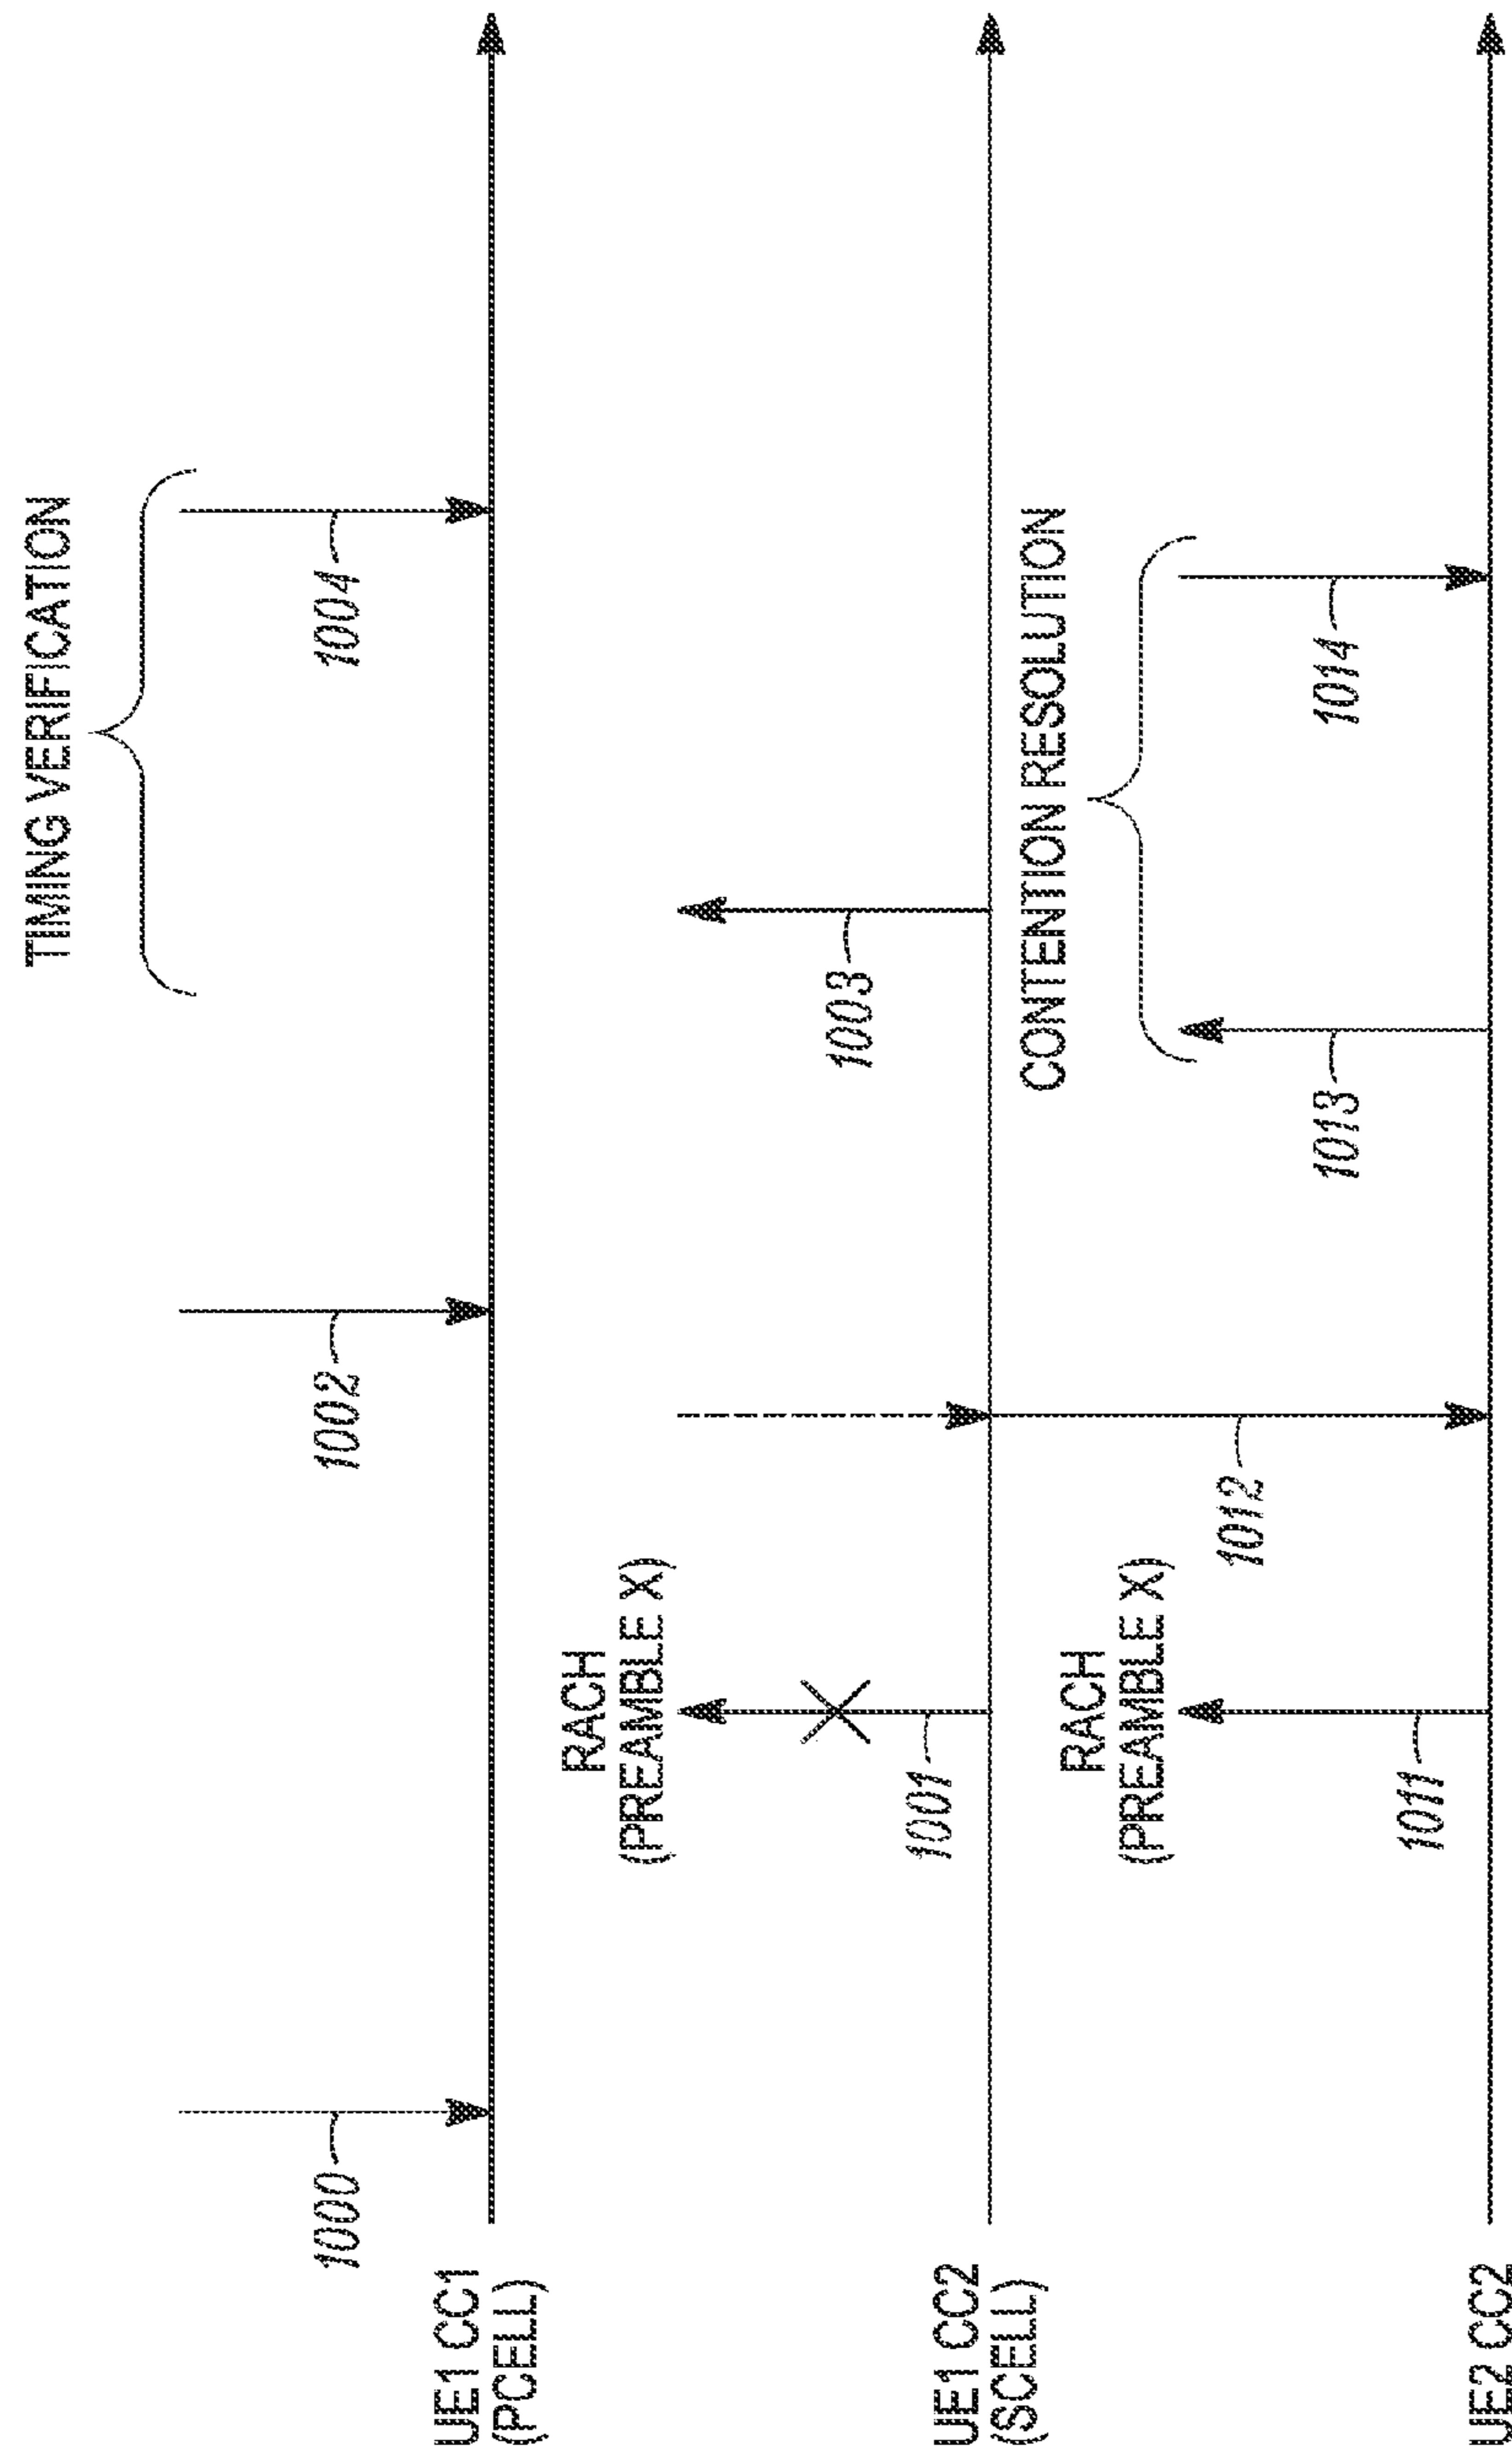 TIMING VERIFICATION
1000
1002
1004
UE1 CC1
(PCELL)
RACH
(PREAMBLE X)
1001
1003
UE1 CC2
(SCELL)
CONTENTION RESOLUTION
RACH
(PREAMBLE X)
1011
1012
1013
1014
UE2 CC2